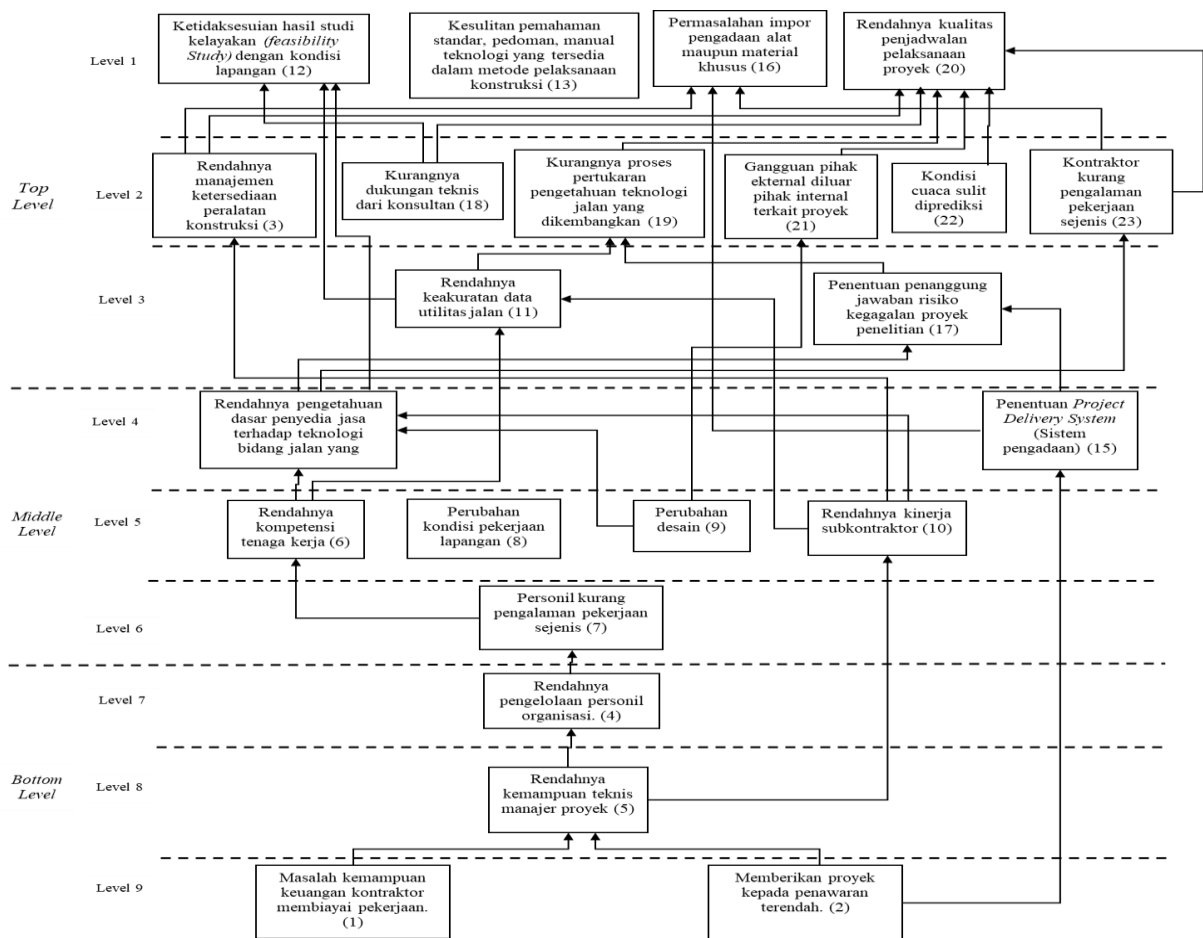 Level 1
Ketidaksesuian hasil studi
kelayakan (feasibility
Study) dengan kondisi
lapangan (12)
Kesulitan pemahaman
standar, pedoman, manual
teknologi yang tersedia
dalam metode pelaksanaan
konstruksi (13)
Permasalahan impor
pengadaan alat
maupun material
khusus (16)
Rendahnya kualitas
penjadwalan
pelaksanaan
proyek (20)
Top
Level
Level 2
Rendahnya
manajemen
ketersediaan
peralatan
konstruksi (3)
Kurangnya
dukungan teknis
dari konsultan (18)
Kurangnya proses
pertukaran
pengetahuan teknologi
jalan yang
dikembangkan (19)
Gangguan pihak
ekternal diluar
pihak internal
terkait proyek
(21)
Kondisi
cuaca sulit
diprediksi
(22)
Kontraktor
kurang
pengalaman
pekerjaan
sejenis (23)
Level 3
Rendahnya
keakuratan data
utilitas jalan (11)
Penentuan penanggung
jawaban risiko
kegagalan proyek
penelitian (17)
Level 4
Rendahnya pengetahuan
dasar penyedia jasa
terhadap teknologi
bidang jalan yang
Penentuan Project
Delivery System
(Sistem
pengadaan) (15)
Middle
Level
Level 5
Rendahnya
kompetensi
tenaga kerja (6)
Perubahan
kondisi pekerjaan
lapangan (8)
Perubahan
desain (9)
Rendahnya kinerja
subkontraktor (10)
Level 6
Personil kurang
pengalaman pekerjaan
sejenis (7)
Level 7
Rendahnya
pengelolaan personil
organisasi. (4)
Bottom
Level
Level 8
Rendahnya
kemampuan teknis
manajer proyek (5)
Level 9
Masalah kemampuan
keuangan kontraktor
membiayai pekerjaan.
(1)
Memberikan proyek
kepada penawaran
terendah. (2)